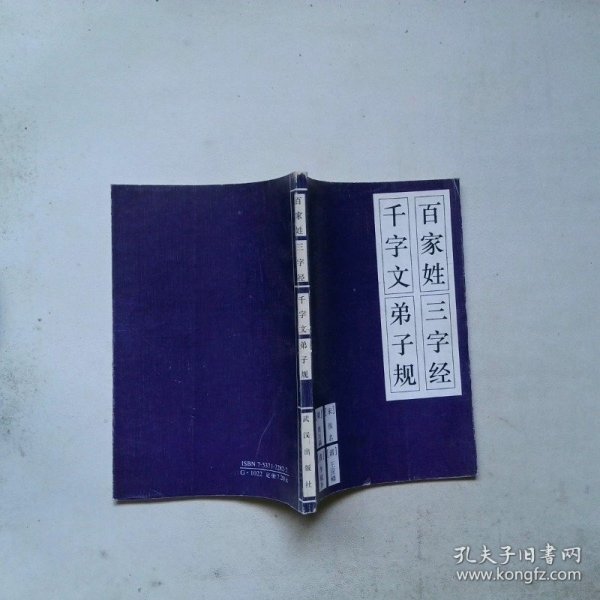 百家姓 三字经
千字文 弟子规
百家姓 三字经 千字文 弟子规
武汉出版社
孔夫子旧书网
www.kongfz.com